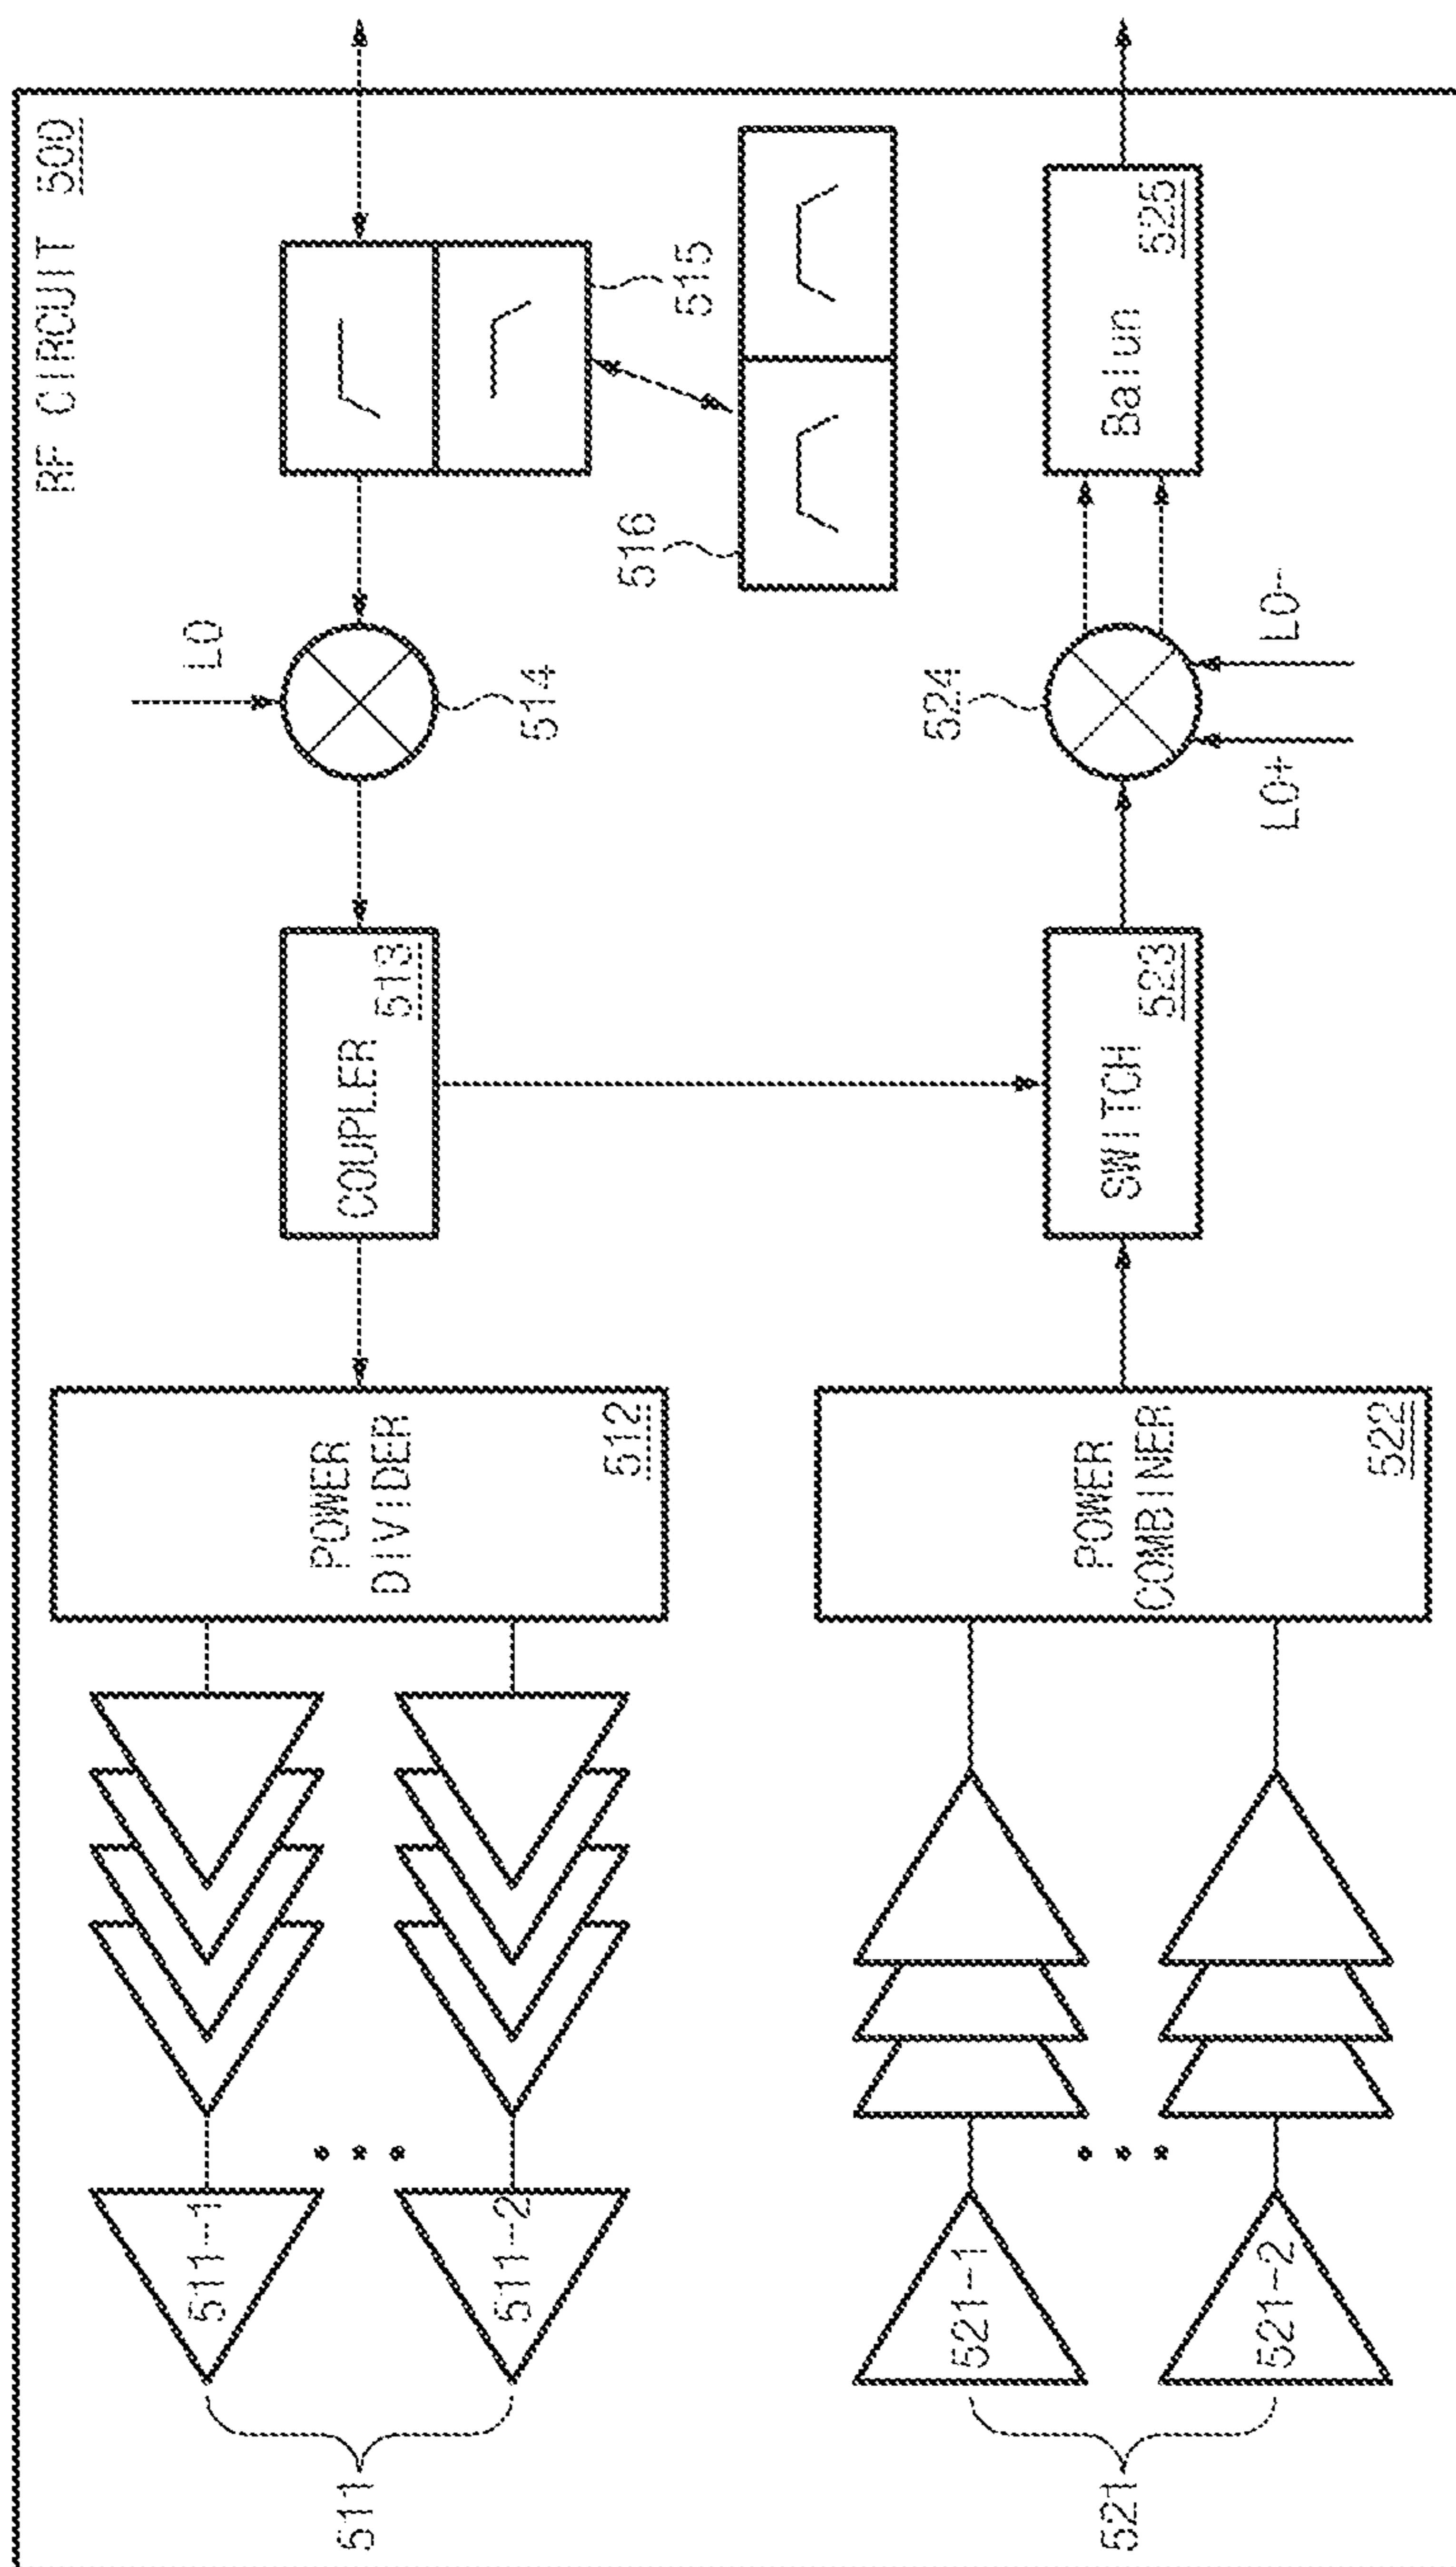 RF CIRCUIT 500
511
511-1
511-2
POWER
DIVIDER
512
COUPLER
513
LO
514
515
516
521
521-1
521-2
POWER
COMBINER
522
SWITCH
523
524
LO+
LO-
Balun
525